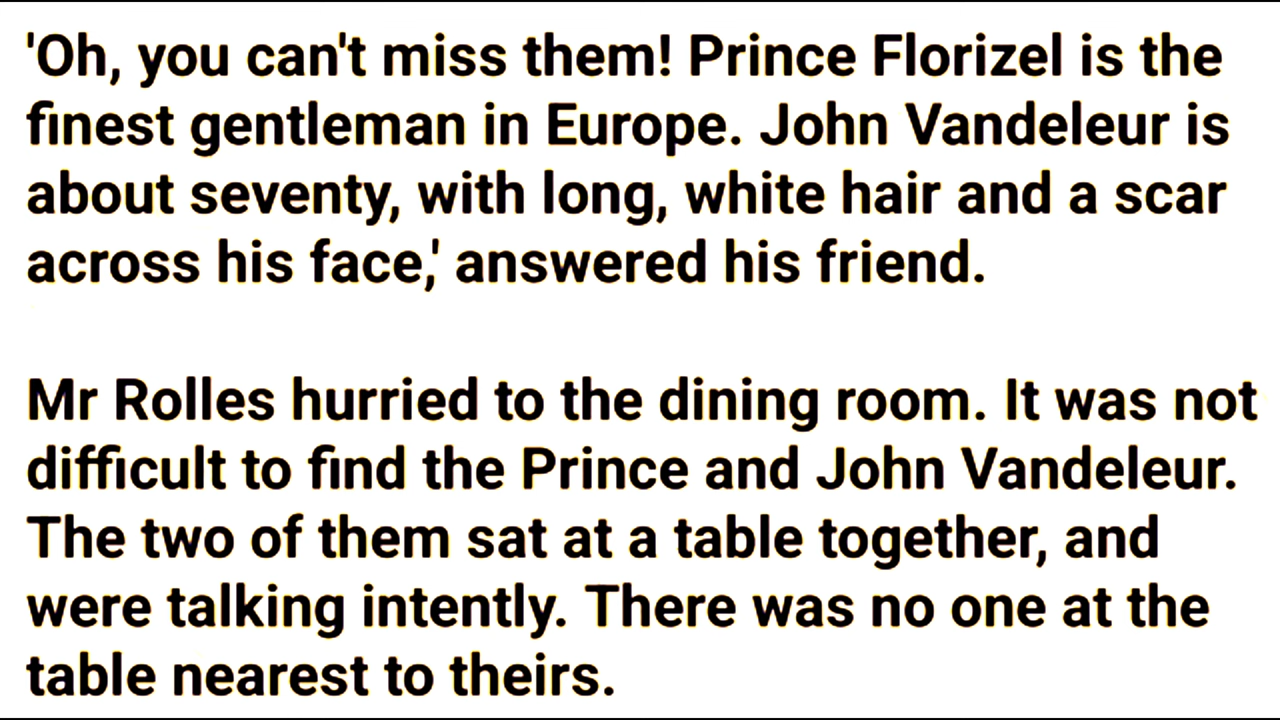 'Oh, you can't miss them! Prince Florizel is the
finest gentleman in Europe. John Vandeleur is
about seventy, with long, white hair and a scar
across his face,' answered his friend.
Mr Rolles hurried to the dining room. It was not
difficult to find the Prince and John Vandeleur.
The two of them sat at a table together, and
were talking intently. There was no one at the
table nearest to theirs.